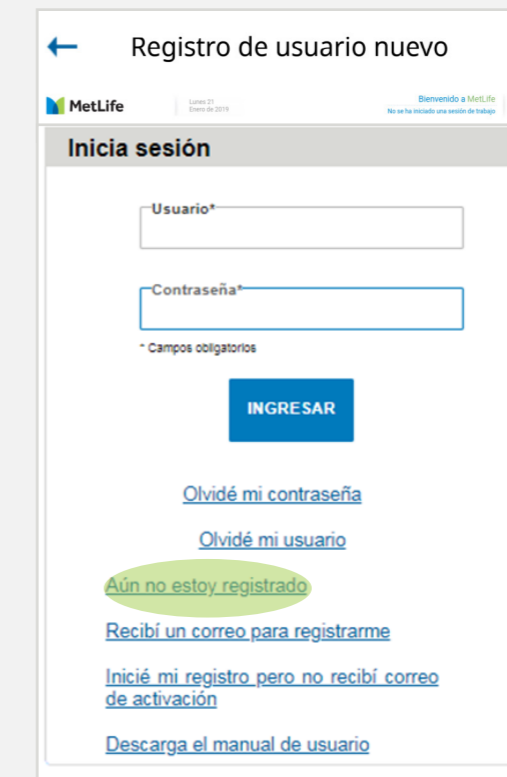 Registro de usuario nuevo
MetLife
Lunes 21
Enero de 2019
Bienvenido a MetLife
No se ha iniciado una sesión de trabajo
Inicia sesión
Usuario*
Contraseña*
* Campos obligatorios
INGRESAR
Olvidé mi contraseña
Olvidé mi usuario
Aún no estoy registrado
Recibí un correo para registrarme
Inicié mi registro pero no recibí correo
de activación
Descarga el manual de usuario